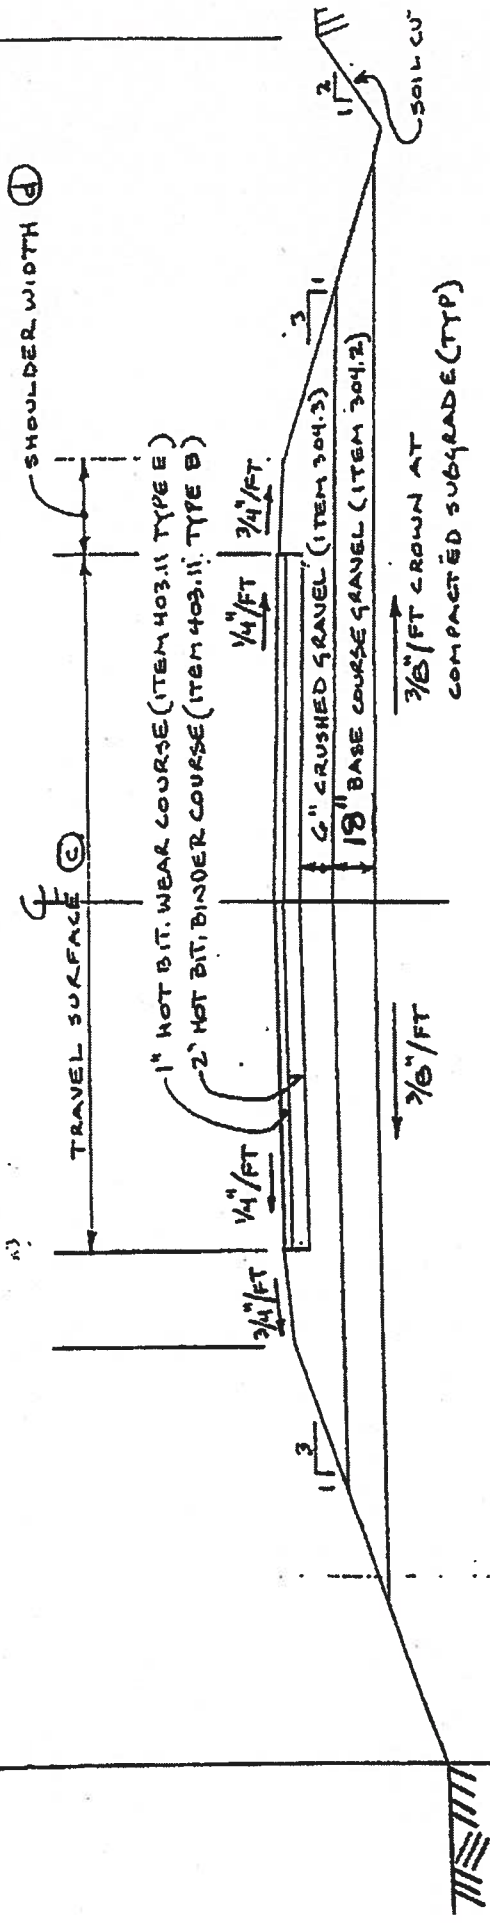 SHOULDER WIDTH d
TRAVEL SURFACE c
1" HOT BIT. WEAR COURSE (ITEM 403.11 TYPE E)
2" HOT BIT. BINDER COURSE (ITEM 403.11. TYPE B)
3/4"/FT
1/4"/FT
1/4"/FT
3/4"/FT
3
1
3
1
2
1
SOIL CU
6" CRUSHED GRAVEL (ITEM 304.3)
18" BASE COURSE GRAVEL (ITEM 304.2)
3/8"/FT
3/8"/FT CROWN AT
COMPACTED SUBGRADE (TYP)